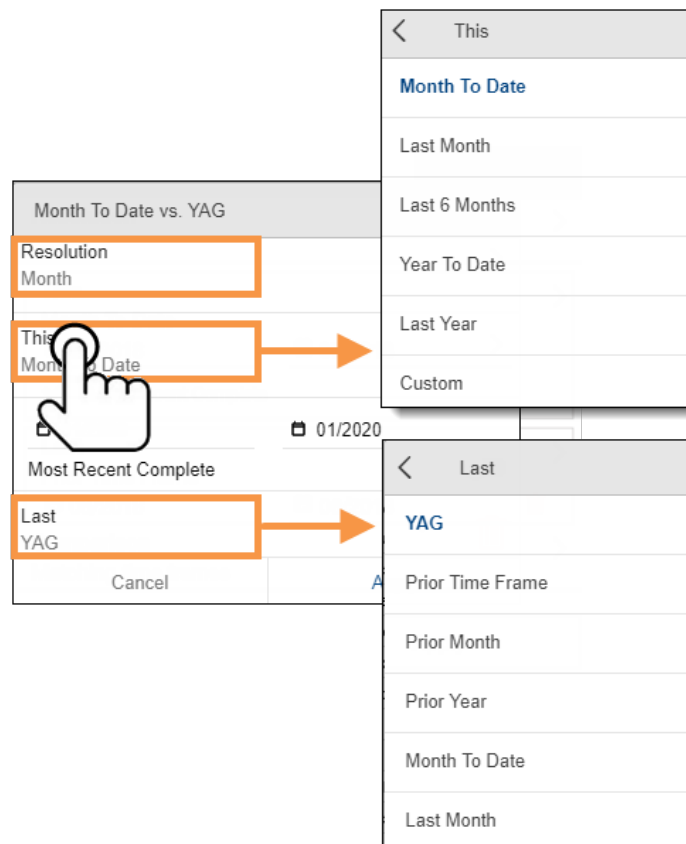 This
Month To Date
Last Month
Last 6 Months
Year To Date
Last Year
Custom
Month To Date vs. YAG
Resolution
Month
This
Date
01/2020
Most Recent Complete
Last
YAG
Cancel
A
Last
YAG
Prior Time Frame
Prior Month
Prior Year
Month To Date
Last Month